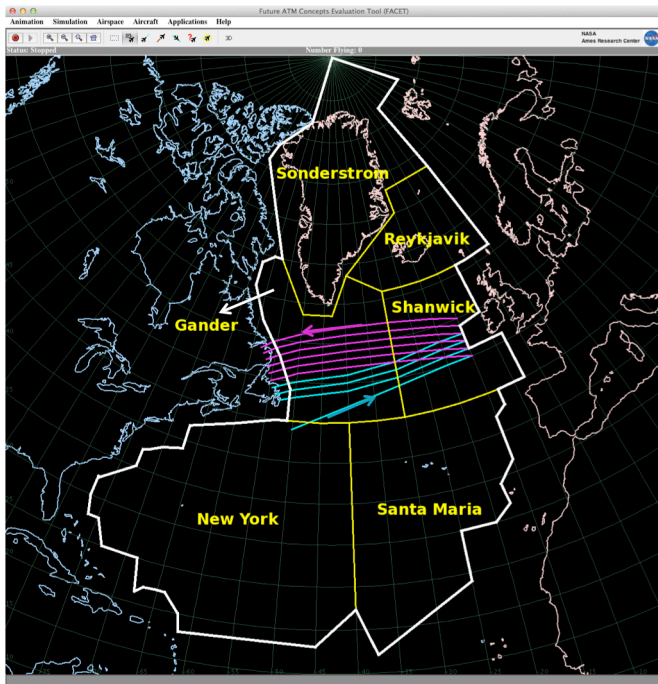 Future ATM Concepts Evaluation Tool (FACET)
Animation Simulation Airspace Aircraft Applications Help
3D
NASA
Ames Research Center
Status: Stopped
Number Flying: 0
Sonderstrom
Reykjavik
Shanwick
Gander
New York
Santa Maria